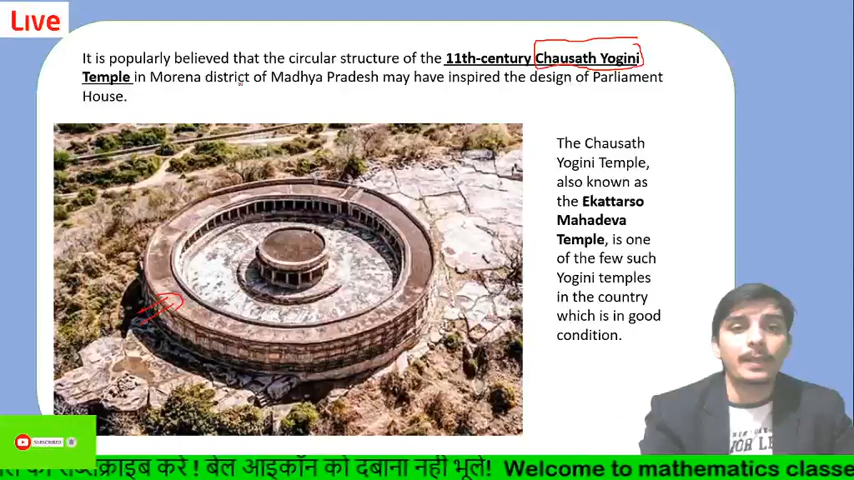 Live
It is popularly believed that the circular structure of the 11th-century Chausath Yogini
Temple in Morena district of Madhya Pradesh may have inspired the design of Parliament
House.
The Chausath
Yogini Temple,
also known as
the Ekattarso
Mahadeva
Temple, is one
of the few such
Yogini temples
in the country
which is in good
condition.
SUBSCRIBE
करे ! बेल आइकॉन को दबाना नही भूले! Welcome to mathematics classe